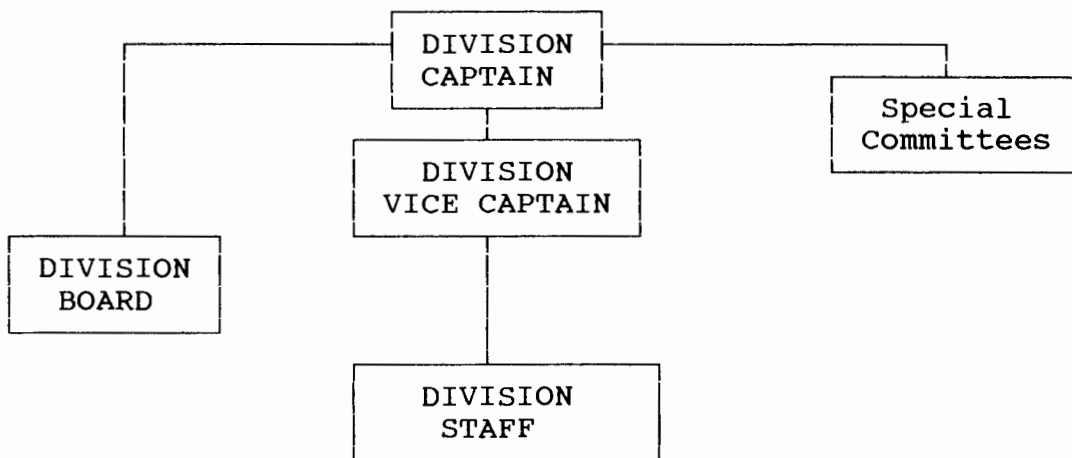 DIVISION
CAPTAIN
Special
Committees
DIVISION
VICE CAPTAIN
DIVISION
BOARD
DIVISION
STAFF